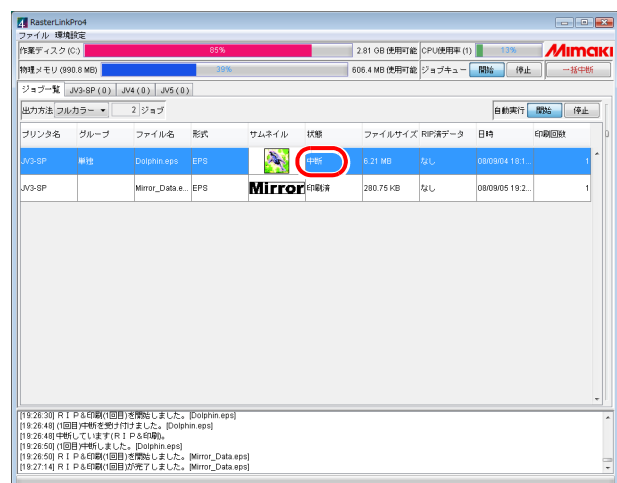 RasterLinkPro4
ファイル 環境設定
作業ディスク (C:) 85% 2.81 GB 使用可能 CPU使用率 (1) 13% Mimaki
物理メモリ (990.8 MB) 39% 606.4 MB 使用可能 ジョブキュー 開始 停止 一括中断
ジョブ一覧 JV3-SP ( 0 ) JV4 ( 0 ) JV5 ( 0 )
出力方法 フルカラー 2 ジョブ 自動実行 開始 停止
プリンタ名 グループ ファイル名 形式 サムネイル 状態 ファイルサイズ RIP済データ 日時 印刷回数
JV3-SP 単独 Dolphin.eps EPS 中断 6.21 MB なし 08/09/04 18:1... 1
JV3-SP Mirror_Data.e... EPS Mirror 印刷済 280.75 KB なし 08/09/05 19:2... 1
[19:26:30] ＲＩＰ&印刷(1回目)を開始しました。 [Dolphin.eps]
[19:26:48] (1回目)中断を受け付けました。 [Dolphin.eps]
[19:26:48] 中断しています(ＲＩＰ&印刷)。
[19:26:50] (1回目)中断しました。 [Dolphin.eps]
[19:26:50] ＲＩＰ&印刷(1回目)を開始しました。 [Mirror_Data.eps]
[19:27:14] ＲＩＰ&印刷(1回目)が完了しました。 [Mirror_Data.eps]